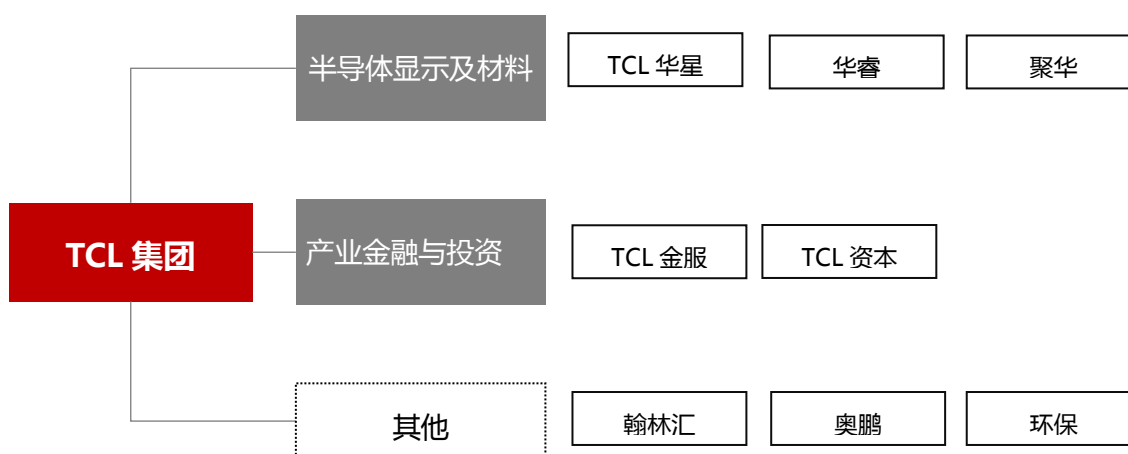 半导体显示及材料
TCL 华星
华睿
聚华
TCL 集团
产业金融与投资
TCL 金服
TCL 资本
其他
翰林汇
奥鹏
环保